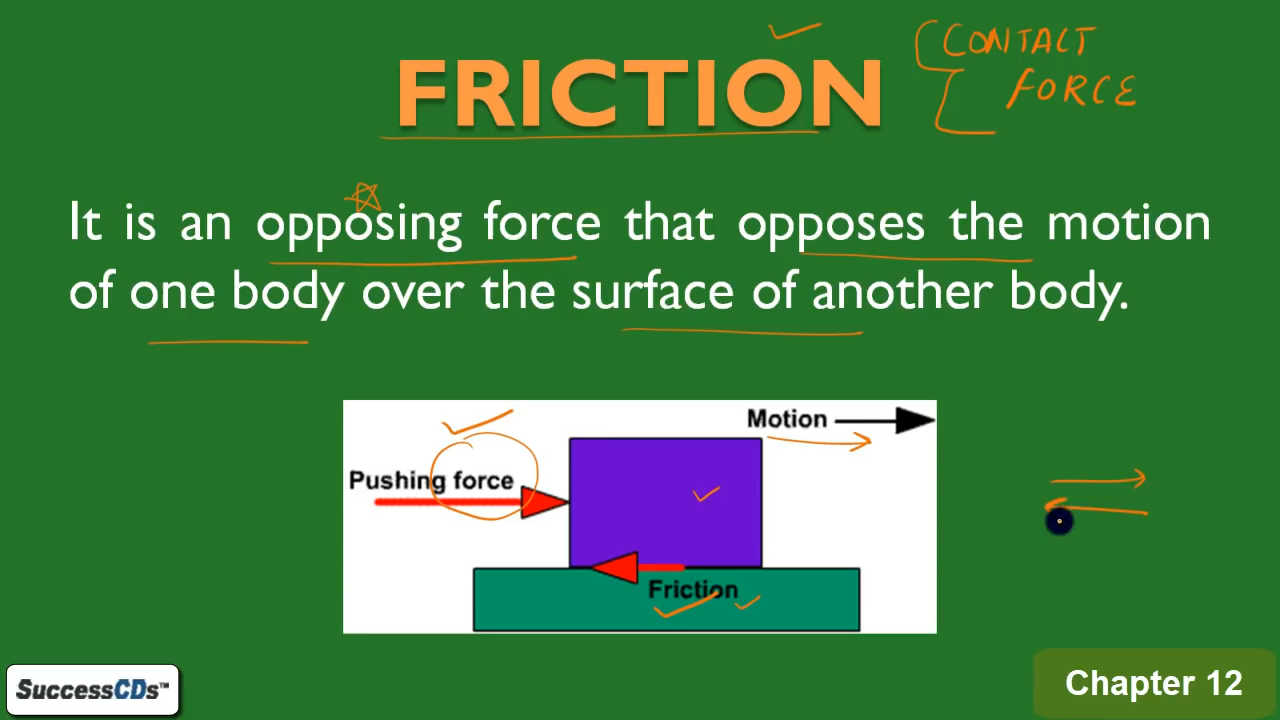 FRICTION
CONTACT
FORCE
It is an opposing force that opposes the motion
of one body over the surface of another body.
Motion
Pushing force
Friction
SuccessCDs™
Chapter 12